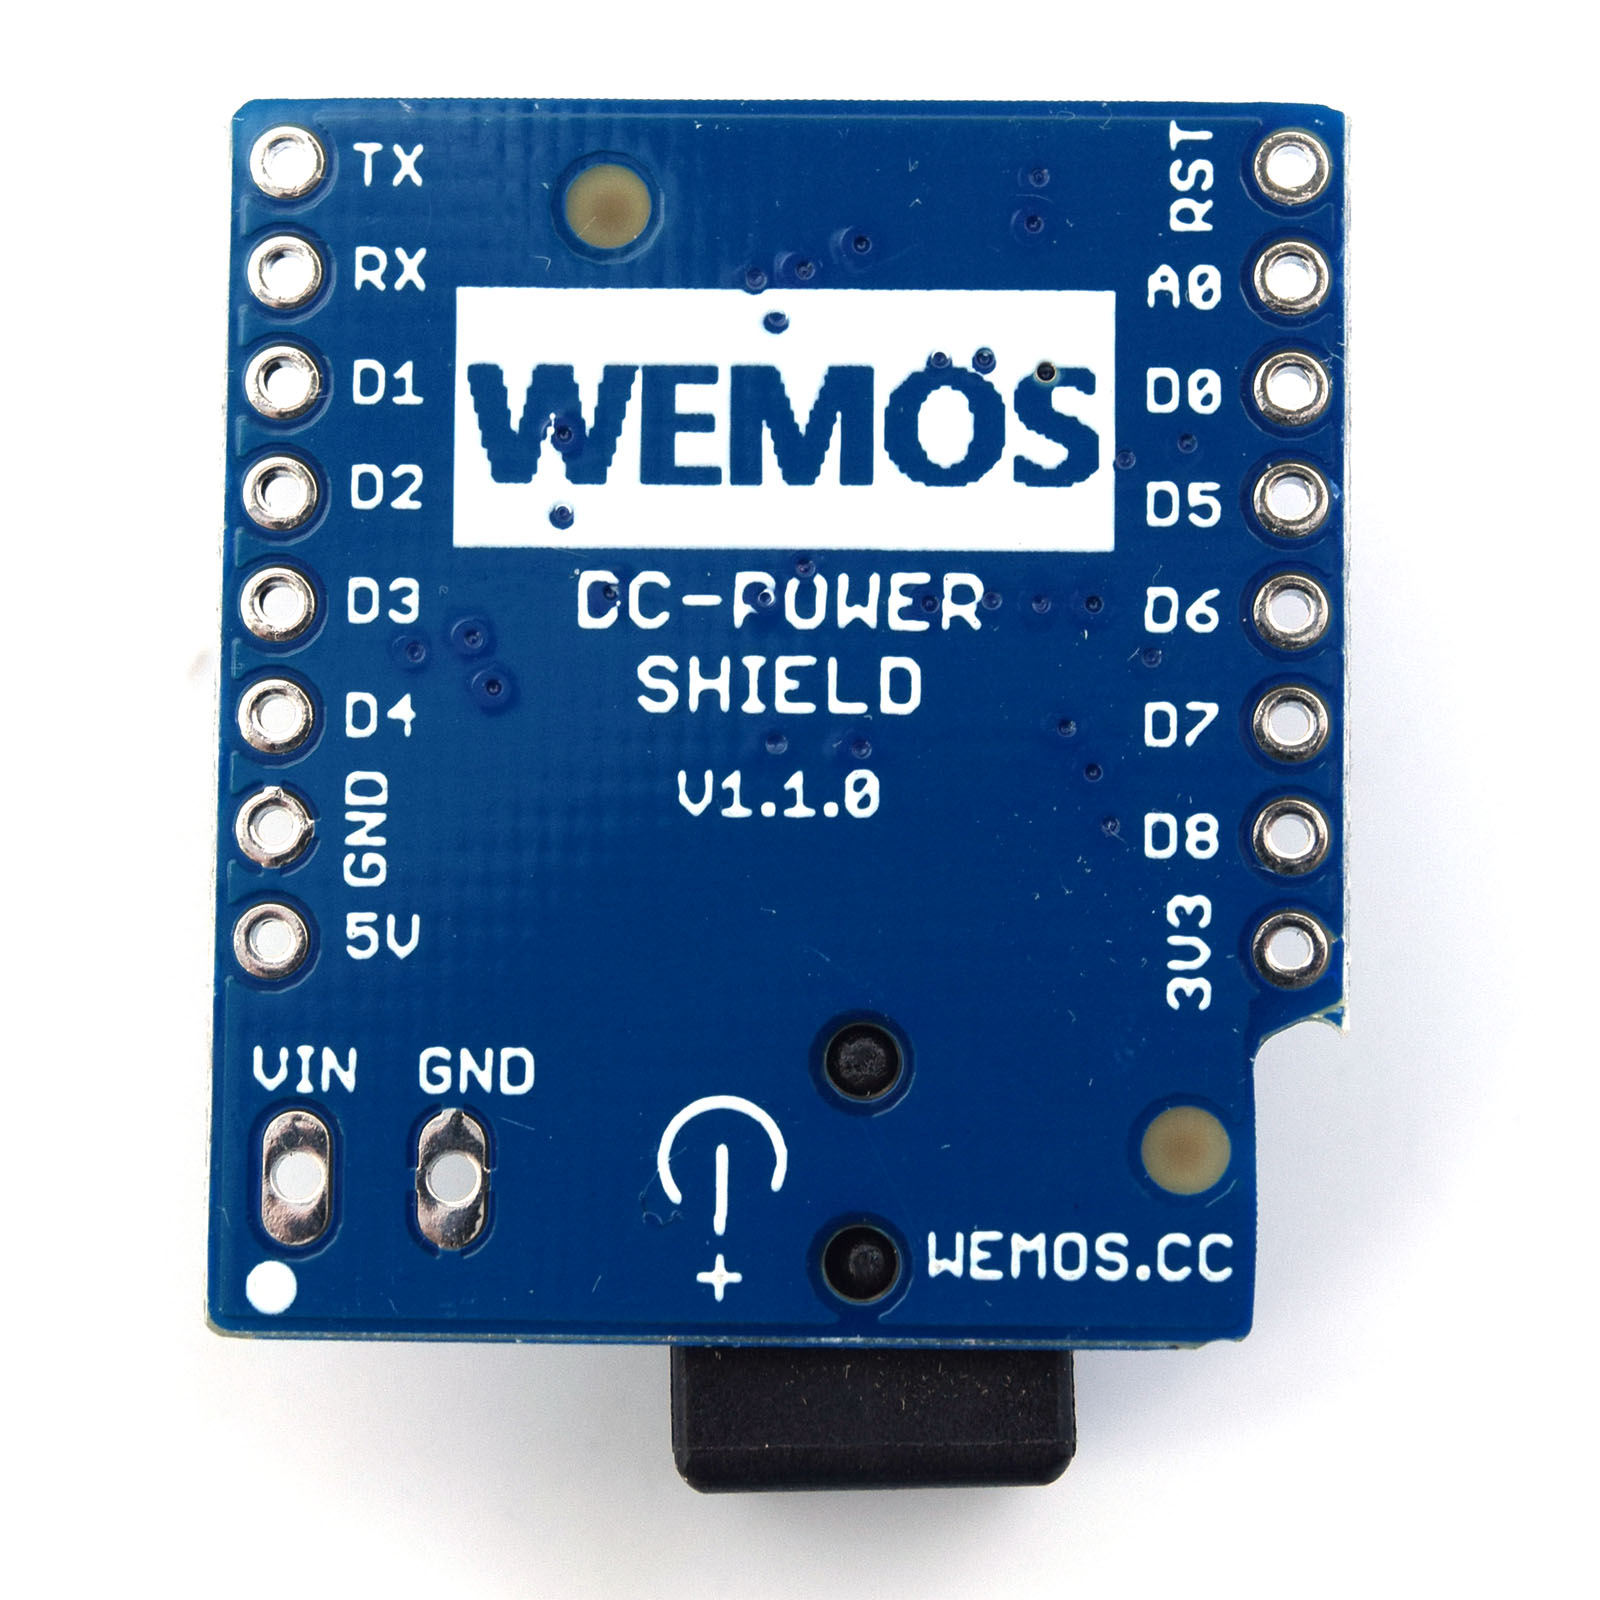 TX
RX
D1
D2
D3
D4
GND
5V
RST
A0
D0
D5
D6
D7
D8
3V3
WEMOS
DC-POWER
SHIELD
V1.1.0
VIN GND
+
WEMOS.CC